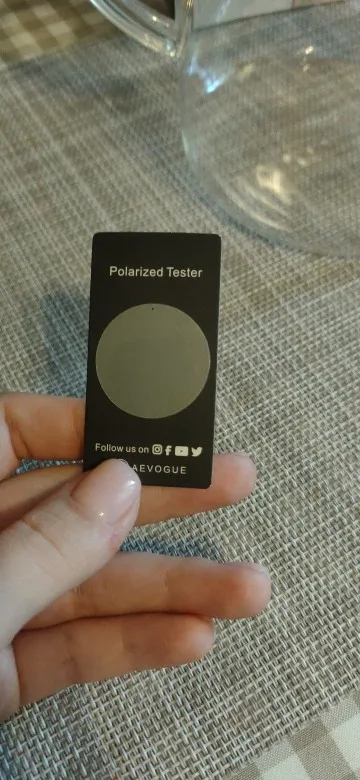 Polarized Tester
Follow us on
AEVOGUE